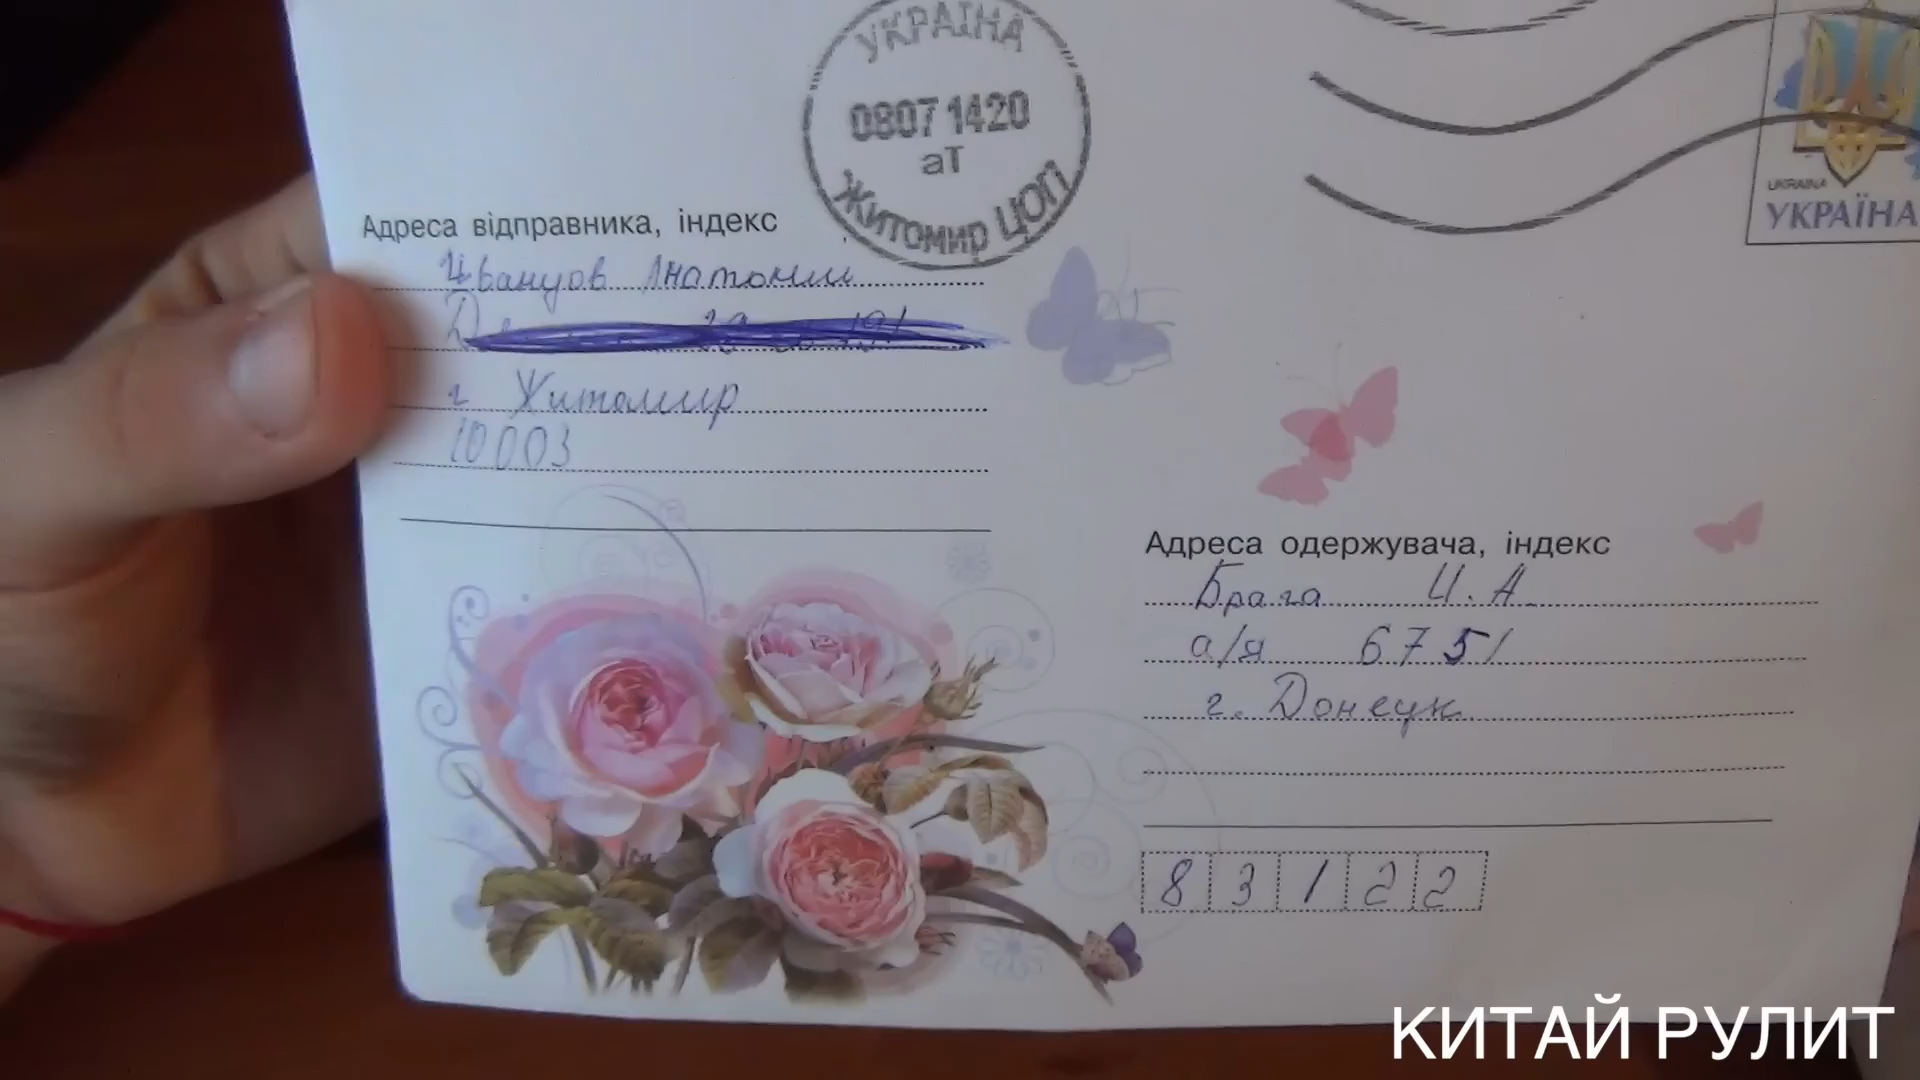 УКРАЇНА
0807 1420
аТ
ЖИТОМИР ЦОП
UKRAINA
УКРАЇНА
Адреса відправника, індекс
Анатолий
г Житомир
10003
Адреса одержувача, індекс
Брага И.А.
а/я 6751
г. Донецк
83122
КИТАЙ РУЛИТ